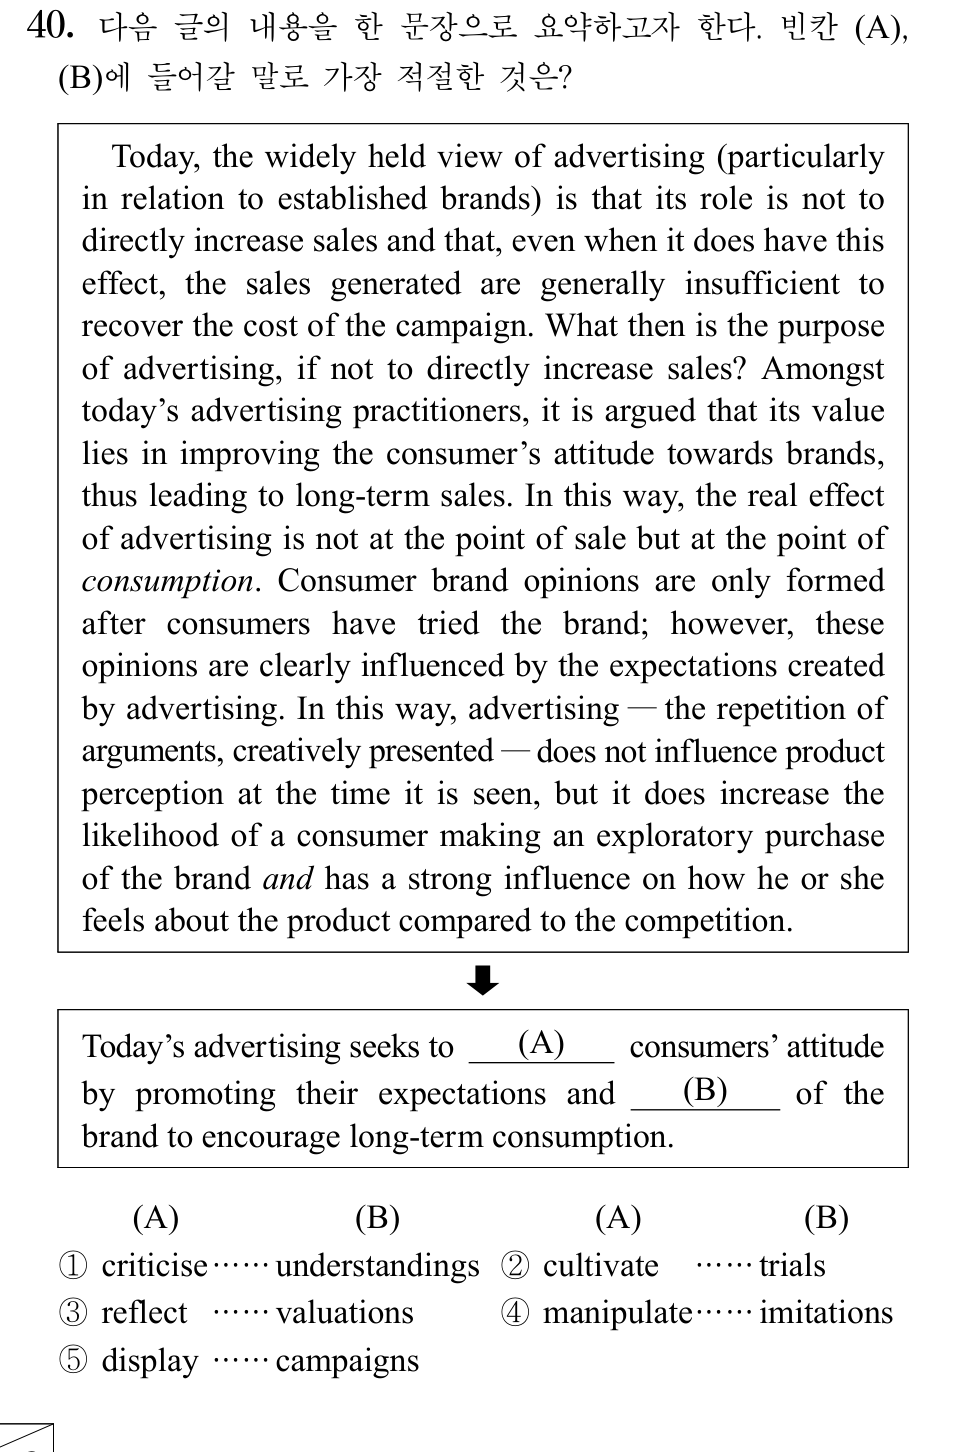 40. 다음 글의 내용을 한 문장으로 요약하고자 한다. 빈칸 (A),
(B)에 들어갈 말로 가장 적절한 것은?
Today, the widely held view of advertising (particularly
in relation to established brands) is that its role is not to
directly increase sales and that, even when it does have this
effect, the sales generated are generally insufficient to
recover the cost of the campaign. What then is the purpose
of advertising, if not to directly increase sales? Amongst
today's advertising practitioners, it is argued that its value
lies in improving the consumer's attitude towards brands,
thus leading to long-term sales. In this way, the real effect
of advertising is not at the point of sale but at the point of
consumption. Consumer brand opinions are only formed
after consumers have tried the brand; however, these
opinions are clearly influenced by the expectations created
by advertising. In this way, advertising — the repetition of
arguments, creatively presented — does not influence product
perception at the time it is seen, but it does increase the
likelihood of a consumer making an exploratory purchase
of the brand and has a strong influence on how he or she
feels about the product compared to the competition.
Today's advertising seeks to (A) consumers' attitude
by promoting their expectations and (B) of the
brand to encourage long-term consumption.
(A) (B) (A) (B)
① criticise ······ understandings ② cultivate ······ trials
③ reflect ······ valuations ④ manipulate ······ imitations
⑤ display ······ campaigns